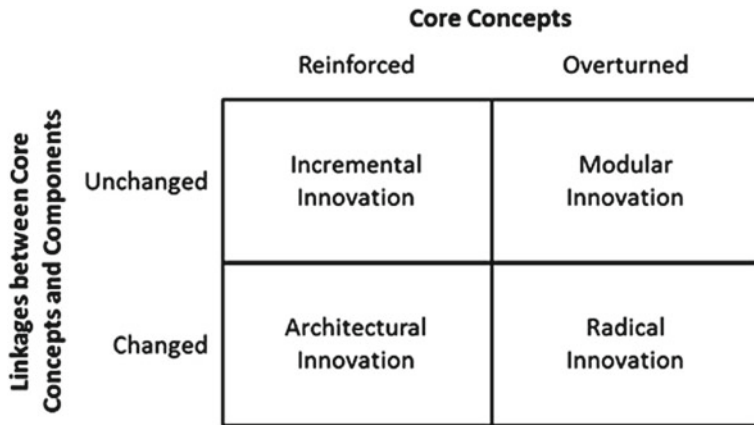 Core Concepts
Reinforced
Overturned
Linkages between Core
Concepts and Components
Unchanged
Incremental
Innovation
Modular
Innovation
Changed
Architectural
Innovation
Radical
Innovation